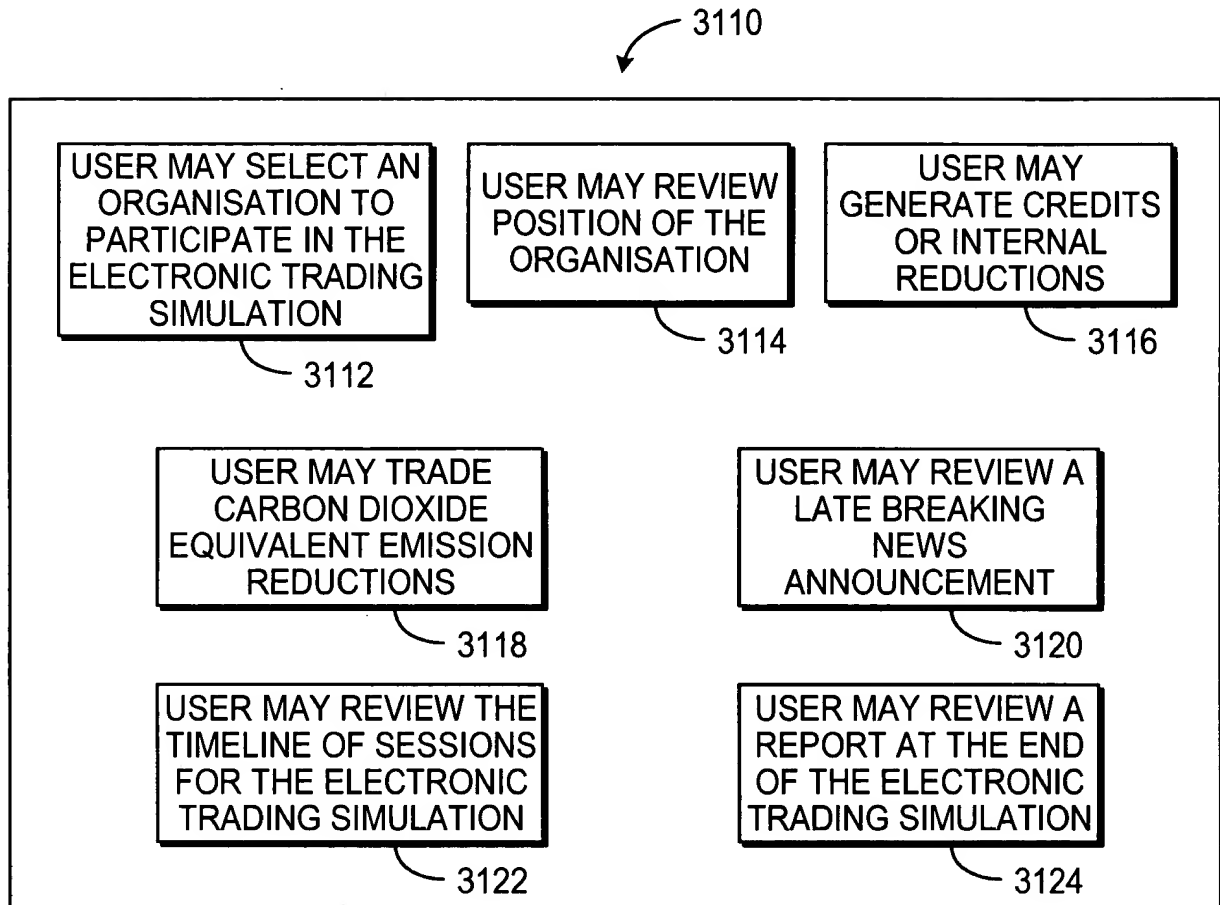 3110
USER MAY SELECT AN
ORGANISATION TO
PARTICIPATE IN THE
ELECTRONIC TRADING
SIMULATION
3112
USER MAY REVIEW
POSITION OF THE
ORGANISATION
3114
USER MAY
GENERATE CREDITS
OR INTERNAL
REDUCTIONS
3116
USER MAY TRADE
CARBON DIOXIDE
EQUIVALENT EMISSION
REDUCTIONS
3118
USER MAY REVIEW A
LATE BREAKING
NEWS
ANNOUNCEMENT
3120
USER MAY REVIEW THE
TIMELINE OF SESSIONS
FOR THE ELECTRONIC
TRADING SIMULATION
3122
USER MAY REVIEW A
REPORT AT THE END
OF THE ELECTRONIC
TRADING SIMULATION
3124